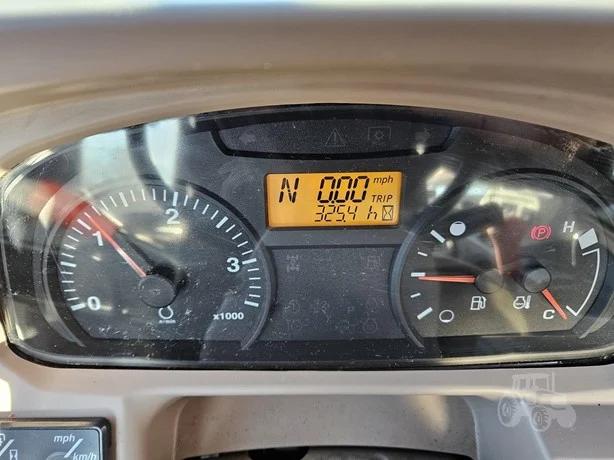 N 0.00 mph
TRIP
325.4 h
0 1 2 3
x1000
P
H
C
mph
km/h